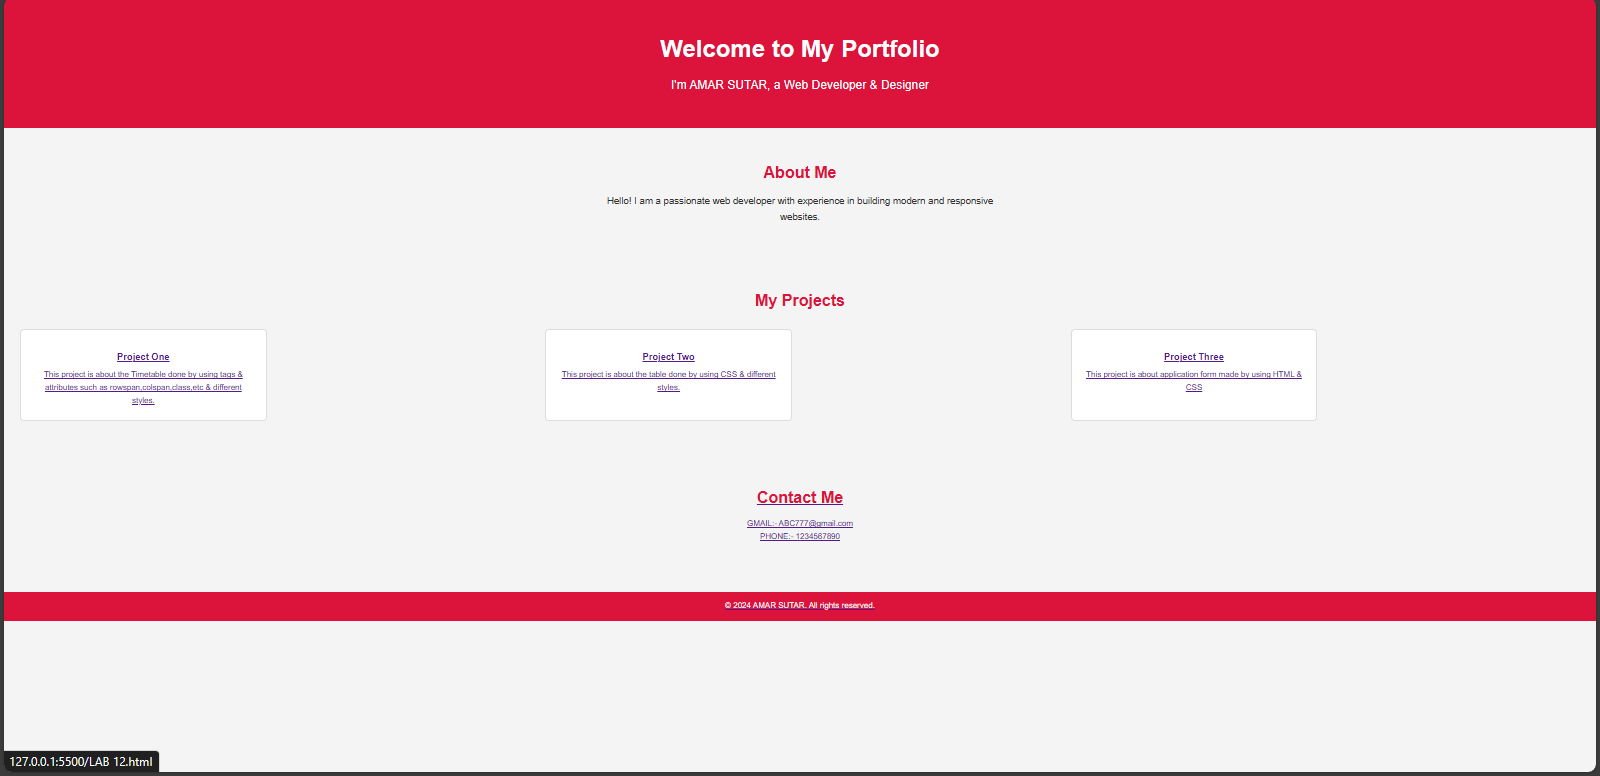 Welcome to My Portfolio
I'm AMAR SUTAR, a Web Developer & Designer
About Me
Hello! I am a passionate web developer with experience in building modern and responsive
websites.
My Projects
Project One
This project is about the Timetable done by using tags &
attributes such as rowspan,colspan,class,etc & different
styles.
Project Two
This project is about the table done by using CSS & different
styles.
Project Three
This project is about application form made by using HTML &
CSS
Contact Me
GMAIL:- ABC777@gmail.com
PHONE:- 1234567890
© 2024 AMAR SUTAR. All rights reserved.
127.0.0.1:5500/LAB 12.html